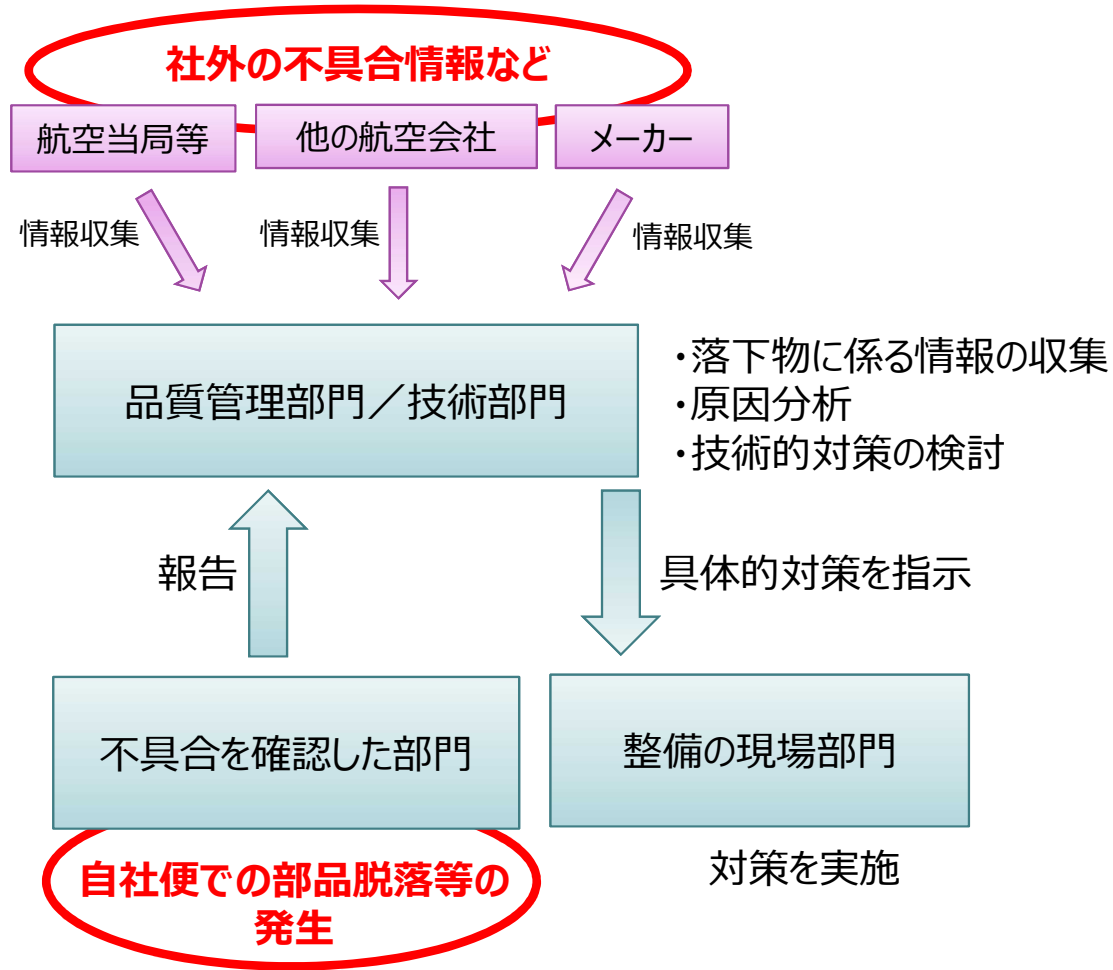 社外の不具合情報など
航空当局等
他の航空会社
メーカー
情報収集
情報収集
情報収集
品質管理部門／技術部門
・落下物に係る情報の収集
・原因分析
・技術的対策の検討
報告
具体的対策を指示
不具合を確認した部門
整備の現場部門
自社便での部品脱落等の
発生
対策を実施